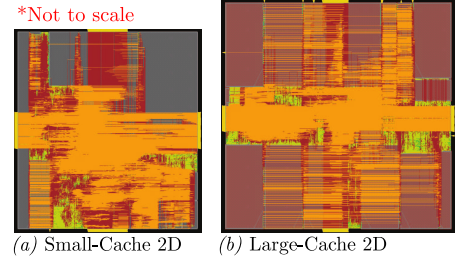 *Not to scale
(a) Small-Cache 2D
(b) Large-Cache 2D